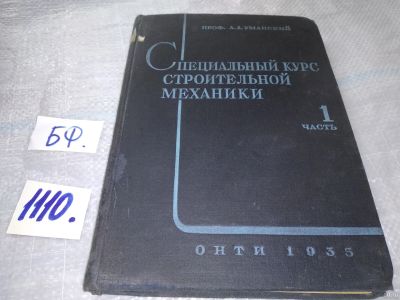 ПРОФ. А.А. УМАНСКИЙ
СПЕЦИАЛЬНЫЙ КУРС
СТРОИТЕЛЬНОЙ
МЕХАНИКИ
1
ЧАСТЬ
ОНТИ 1935
БФ.
1110.